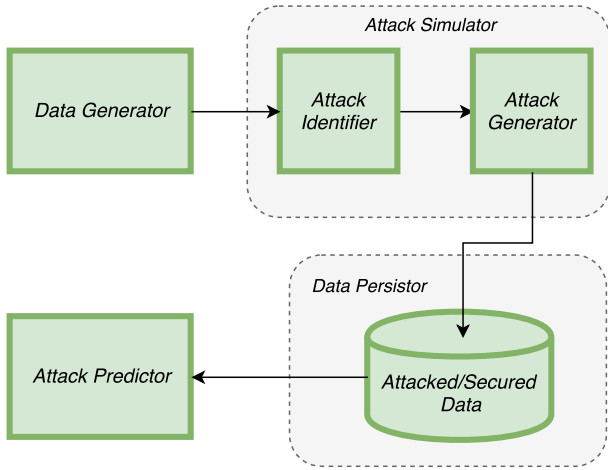 Attack Simulator
Data Generator
Attack
Identifier
Attack
Generator
Data Persistor
Attack Predictor
Attacked/Secured
Data